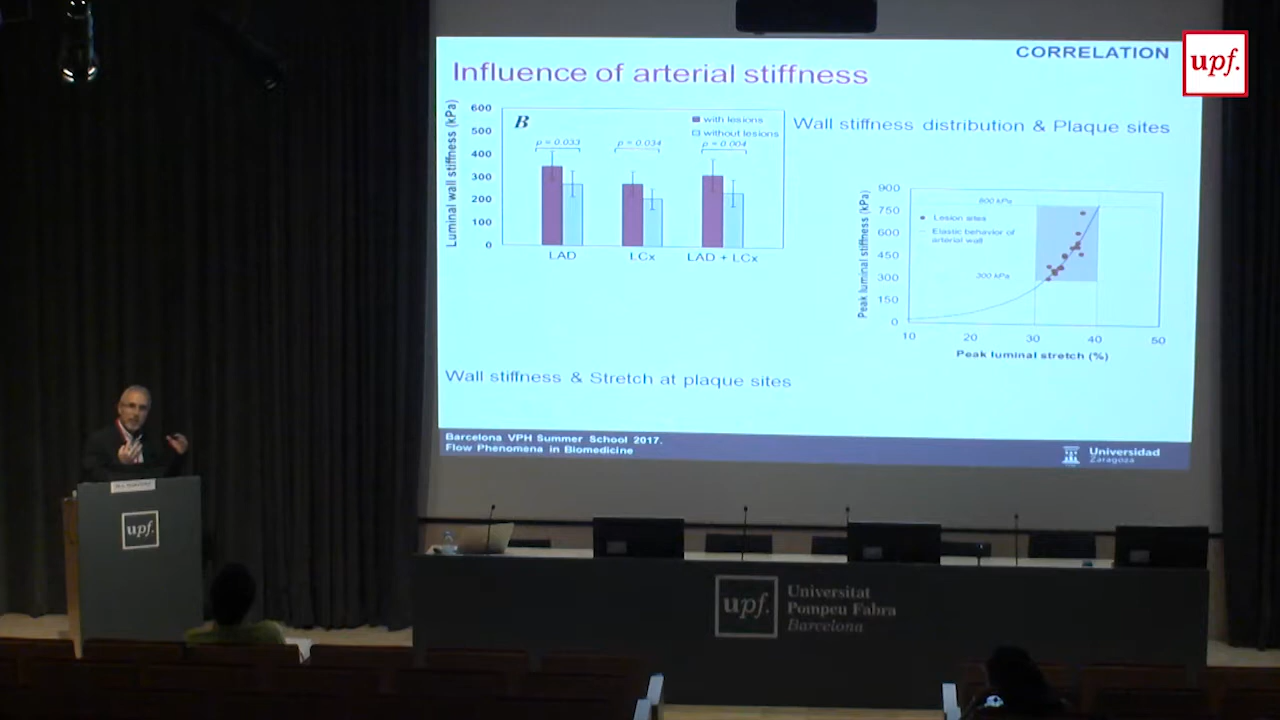 CORRELATION
upf.
Influence of arterial stiffness
Wall stiffness distribution & Plaque sites
Luminal wall stiffness (kPa)
600
500
400
300
200
100
0
B
with lesions
without lesions
p = 0.033
p = 0.034
p = 0.004
LAD
LCx
LAD + LCx
Peak luminal stiffness (kPa)
900
750
600
450
300
150
0
800 kPa
Lesion sites
Elastic behavior of
arterial wall
300 kPa
10
20
30
40
50
Peak luminal stretch (%)
Wall stiffness & Stretch at plaque sites
Barcelona VPH Summer School 2017.
Flow Phenomena in Biomedicine
Universidad
Zaragoza
upf.
upf.
Universitat
Pompeu Fabra
Barcelona